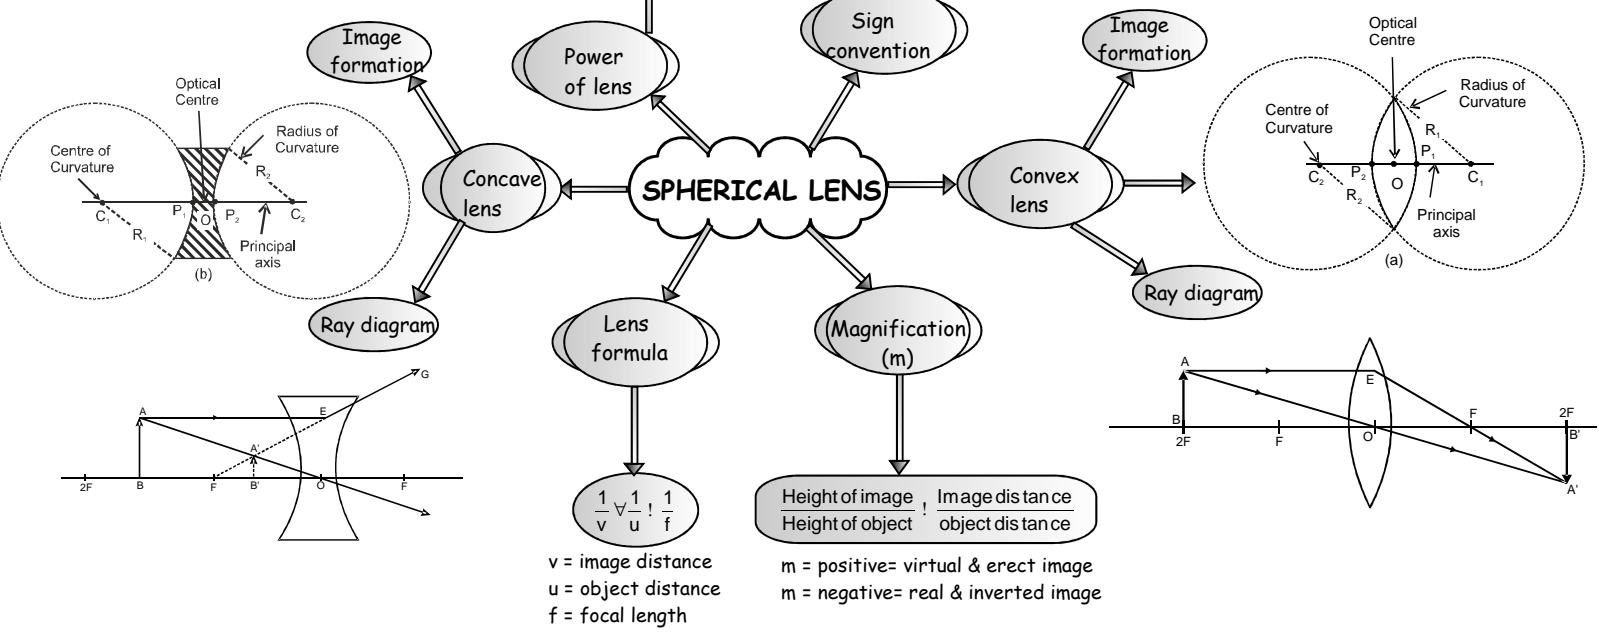 Image
formation
Power
of lens
Sign
convention
Image
formation
Optical
Centre
Radius of
Curvature
Centre of
Curvature
R1
P1
P2
O
C2
C1
R2
Principal
axis
(a)
Optical
Centre
Radius of
Curvature
Centre of
Curvature
R2
P1
O
P2
C1
C2
R1
Principal
axis
(b)
Concave
lens
SPHERICAL LENS
Convex
lens
Ray diagram
Ray diagram
Lens
formula
Magnification
(m)
G
A
E
A'
2F
B
F
B'
O
F
A
E
B
2F
F
O
F
2F
B'
A'
1/v ∀ 1/u ! 1/f
v = image distance
u = object distance
f = focal length
Height of image / Height of object ! Image distance / object distance
m = positive= virtual & erect image
m = negative= real & inverted image